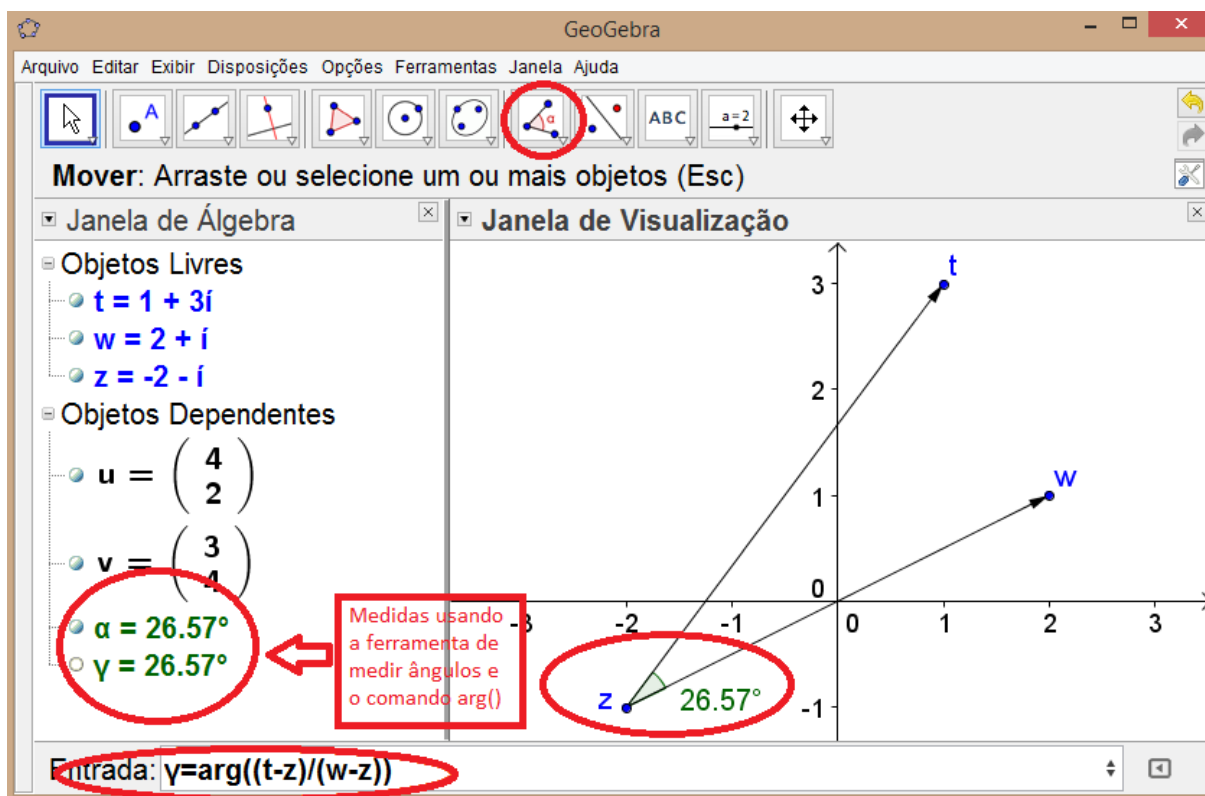 GeoGebra
Arquivo Editar Exibir Disposições Opções Ferramentas Janela Ajuda
A
α
ABC
a=2
Mover: Arraste ou selecione um ou mais objetos (Esc)
Janela de Álgebra
Objetos Livres
t = 1 + 3í
w = 2 + í
z = -2 - í
Objetos Dependentes
u = ( 4
2 )
v = ( 3
4 )
α = 26.57°
γ = 26.57°
Medidas usando
a ferramenta de
medir ângulos e
o comando arg()
Janela de Visualização
t
3
2
w
1
0
-3 -2 -1 0 1 2 3
z 26.57°
-1
Entrada: γ=arg((t-z)/(w-z))